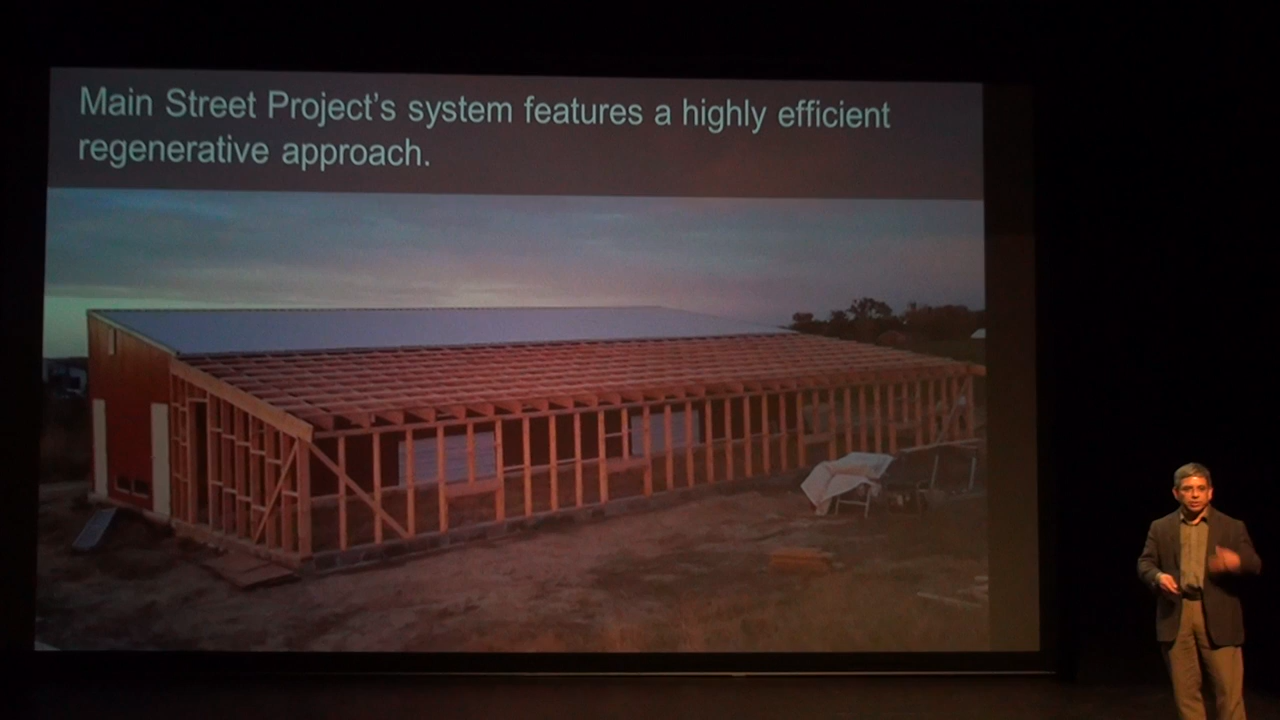 Main Street Project's system features a highly efficient
regenerative approach.